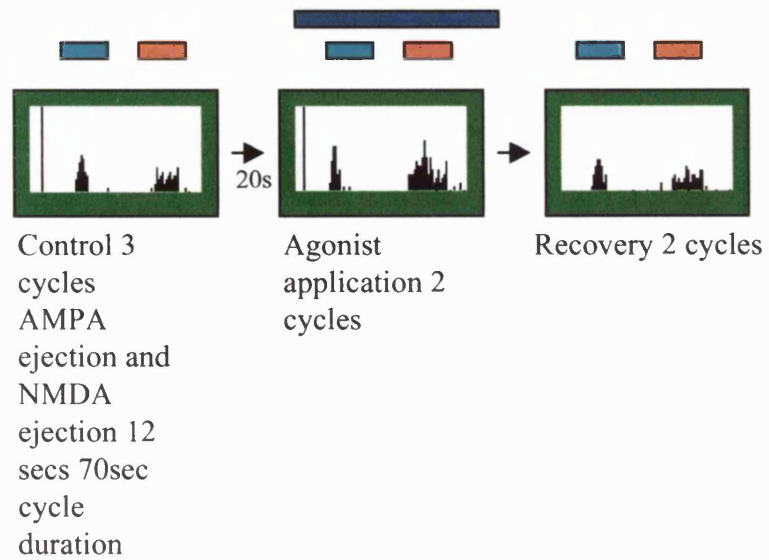 20s
Control 3
cycles
AMPA
ejection and
NMDA
ejection 12
secs 70sec
cycle
duration
Agonist
application 2
cycles
Recovery 2 cycles